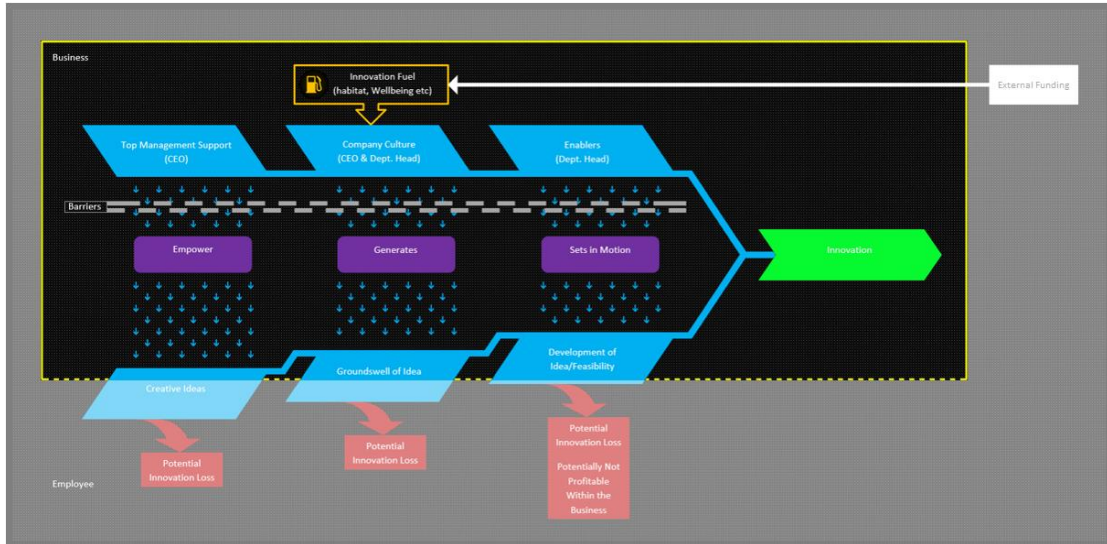 Business
Innovation Fuel
(habitat, Wellbeing etc)
External Funding
Top Management Support
(CEO)
Company Culture
(CEO & Dept. Head)
Enablers
(Dept. Head)
Barriers
Empower
Generates
Sets in Motion
Innovation
Creative Ideas
Groundswell of Idea
Development of
Idea/Feasibility
Potential
Innovation Loss
Potential
Innovation Loss
Potential
Innovation Loss
Potentially Not
Profitable
Within the
Business
Employee